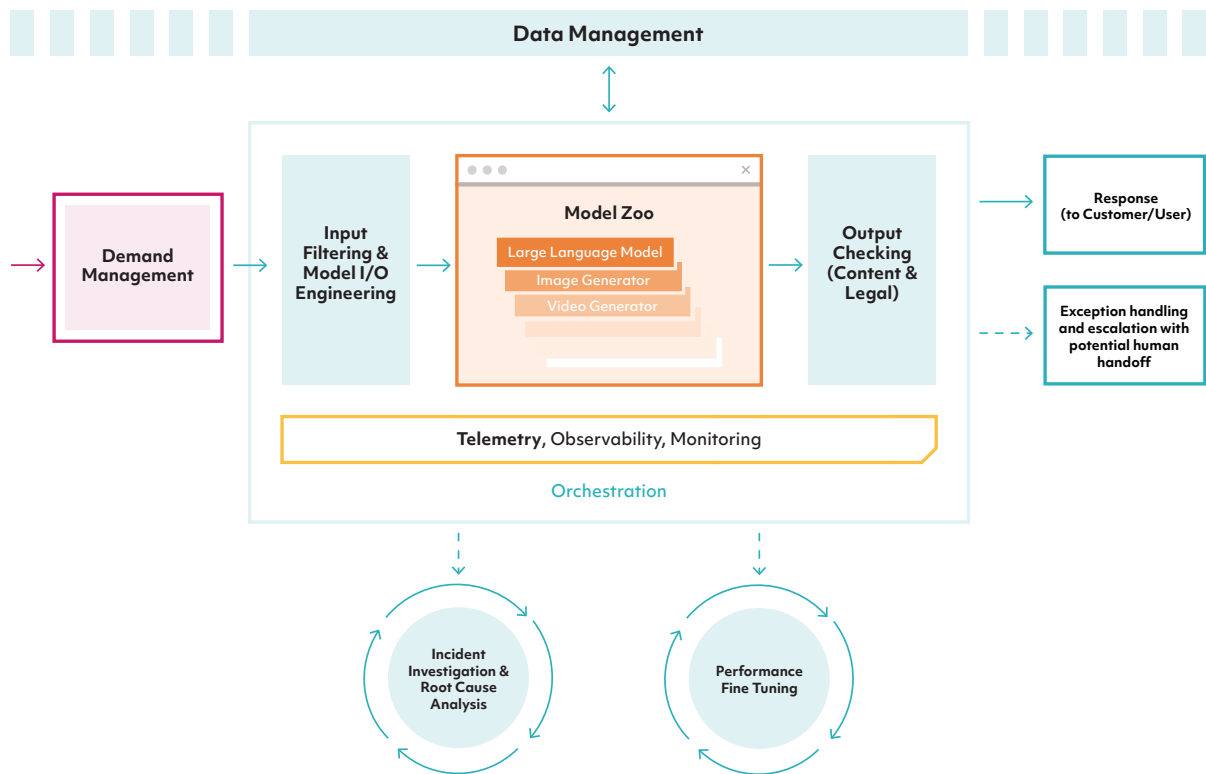 Data Management
Demand
Management
Input
Filtering &
Model I/O
Engineering
Model Zoo
Large Language Model
Image Generator
Video Generator
Output
Checking
(Content &
Legal)
Response
(to Customer/User)
Exception handling
and escalation with
potential human
handoff
Telemetry, Observability, Monitoring
Orchestration
Incident
Investigation &
Root Cause
Analysis
Performance
Fine Tuning